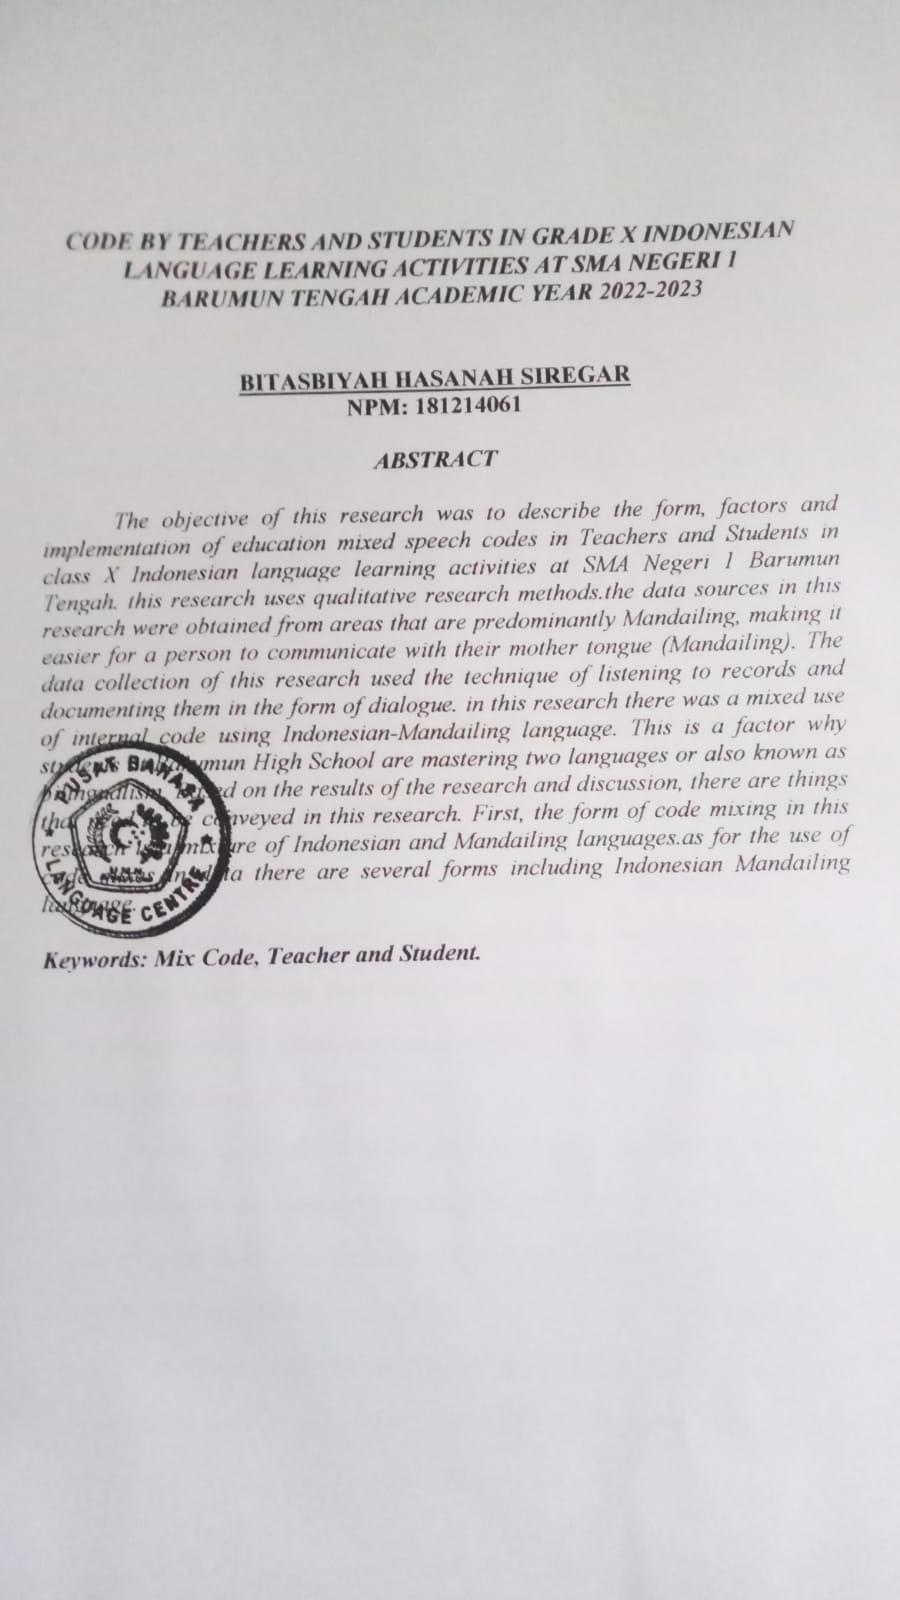 CODE BY TEACHERS AND STUDENTS IN GRADE X INDONESIAN
LANGUAGE LEARNING ACTIVITIES AT SMA NEGERI 1
BARUMUN TENGAH ACADEMIC YEAR 2022-2023
BITASBIYAH HASANAH SIREGAR
NPM: 181214061
ABSTRACT
The objective of this research was to describe the form, factors and
implementation of education mixed speech codes in Teachers and Students in
class X Indonesian language learning activities at SMA Negeri 1 Barumun
Tengah. this research uses qualitative research methods.the data sources in this
research were obtained from areas that are predominantly Mandailing, making it
easier for a person to communicate with their mother tongue (Mandailing). The
data collection of this research used the technique of listening to records and
documenting them in the form of dialogue. in this research there was a mixed use
of internal code using Indonesian-Mandailing language. This is a factor why
High School are mastering two languages or also known as
on the results of the research and discussion, there are things
conveyed in this research. First, the form of code mixing in this
research mixture of Indonesian and Mandailing languages.as for the use of
there are several forms including Indonesian Mandailing
language.
PUSAT BAHASA
LANGUAGE CENTRE
Keywords: Mix Code, Teacher and Student.